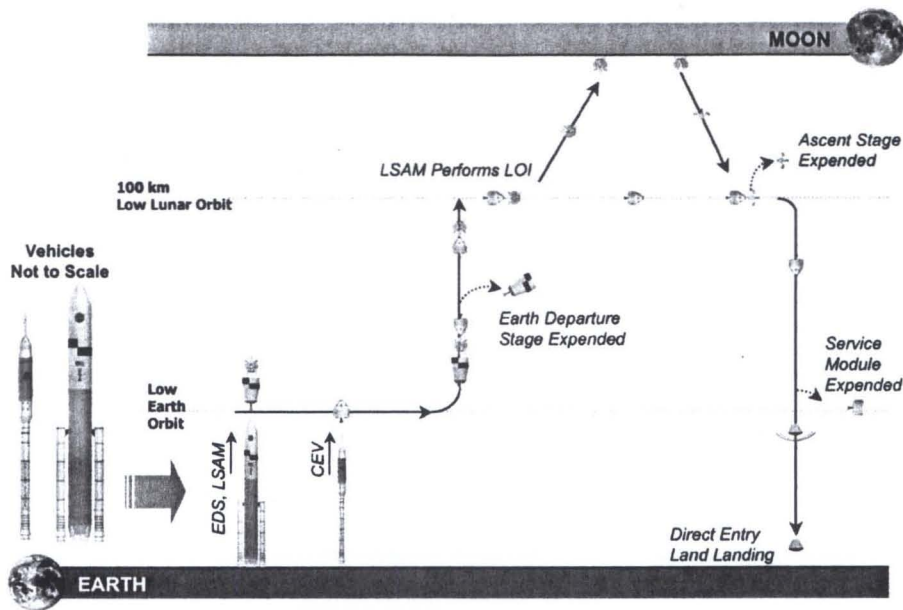 MOON
Ascent Stage
Expended
LSAM Performs LOI
100 km
Low Lunar Orbit
Vehicles
Not to Scale
Earth Departure
Stage Expended
Service
Module
Expended
Low
Earth
Orbit
EDS, LSAM
CEV
Direct Entry
Land Landing
EARTH